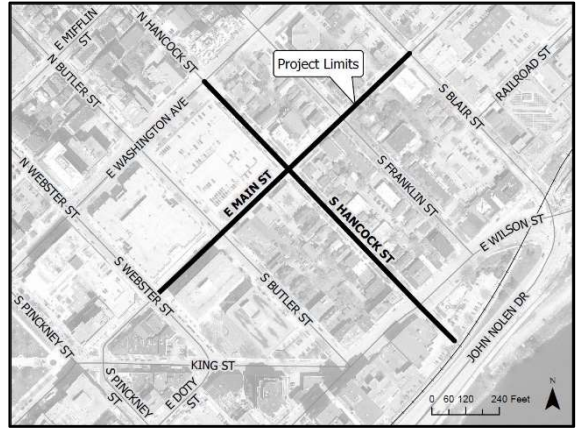 E MIFFLIN
ST
N HANCOCK ST
N BUTLER ST
Project Limits
RAILROAD ST
S BLAIR ST
E WASHINGTON AVE
N WEBSTER ST
S FRANKLIN ST
E MAIN ST
S HANCOCK ST
E WILSON ST
S WEBSTER ST
S BUTLER ST
S PINCKNEY ST
JOHN NOLEN DR
KING ST
S PINCKNEY
ST
E DOTY
ST
N
0 60 120 240 Feet